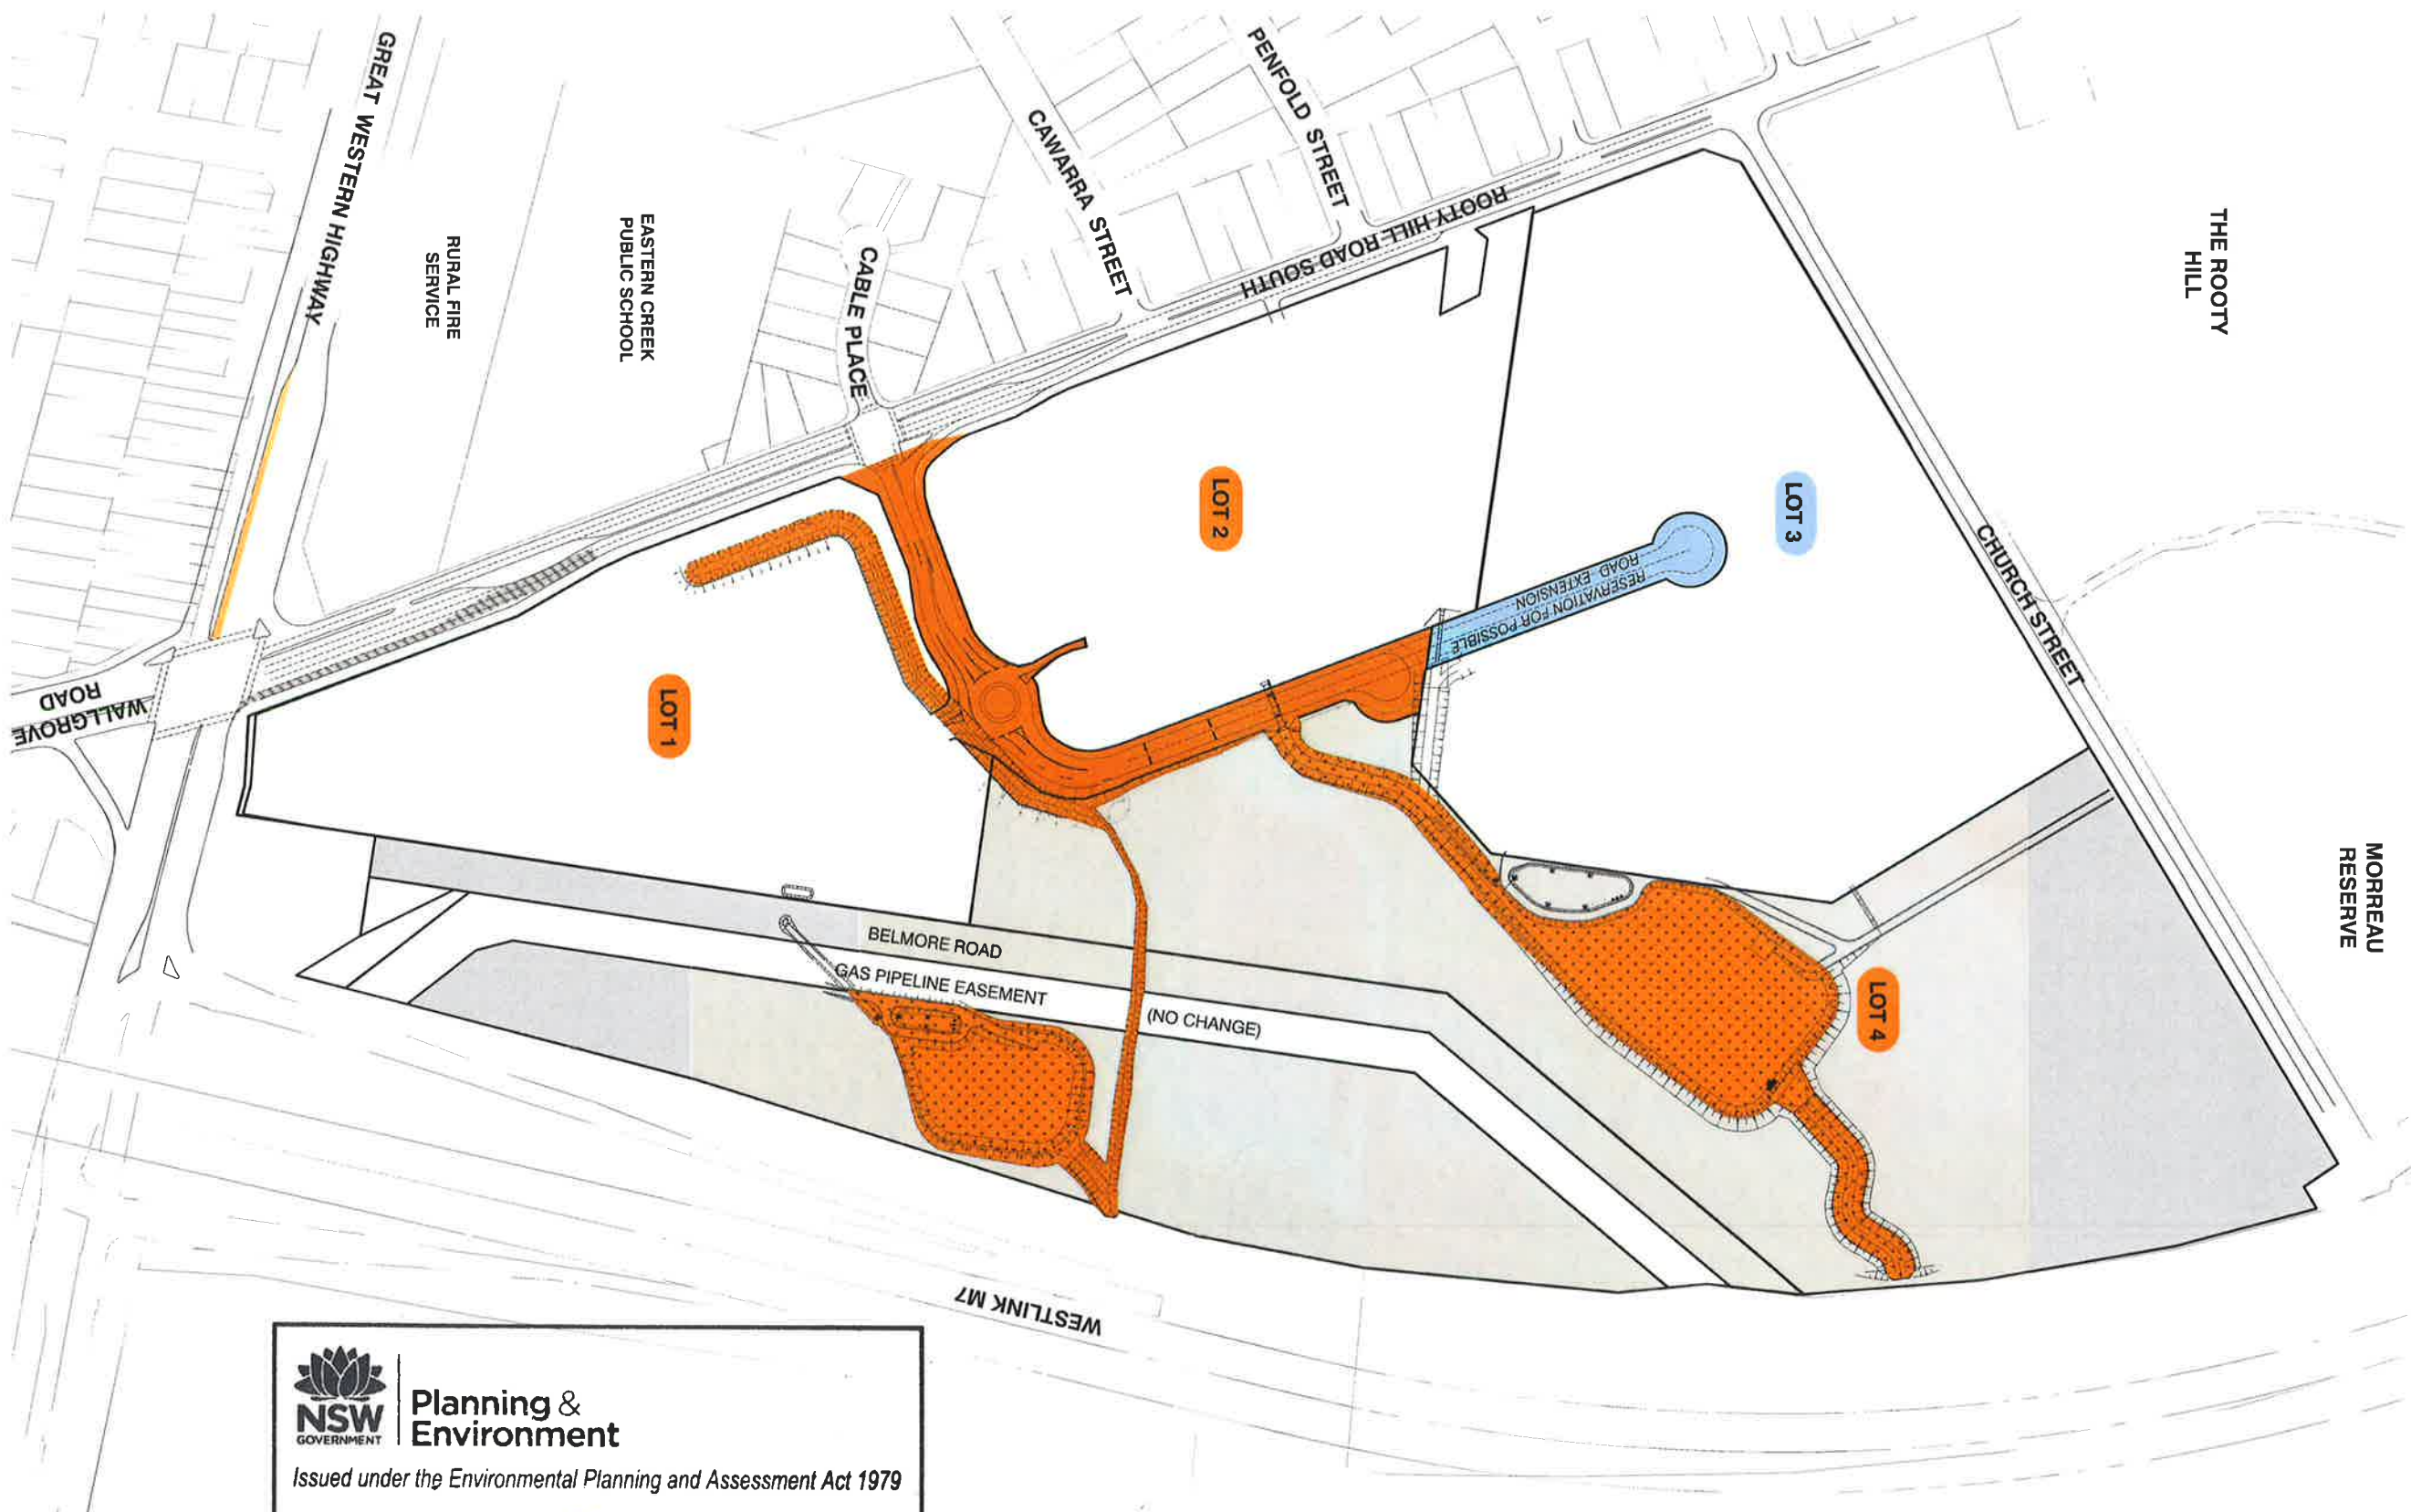 GREAT WESTERN HIGHWAY
RURAL FIRE
SERVICE
EASTERN CREEK
PUBLIC SCHOOL
CABLE PLACE
CAWARRA STREET
PENFOLD STREET
ROOTY HILL ROAD SOUTH
THE ROOTY
HILL
CHURCH STREET
MORREAU
RESERVE
WALLGROVE
ROAD
LOT 1
LOT 2
LOT 3
LOT 4
RESERVATION FOR POSSIBLE
ROAD EXTENSION
BELMORE ROAD
GAS PIPELINE EASEMENT
(NO CHANGE)
WESTLINK M7
NSW
GOVERNMENT
Planning &
Environment
Issued under the Environmental Planning and Assessment Act 1979